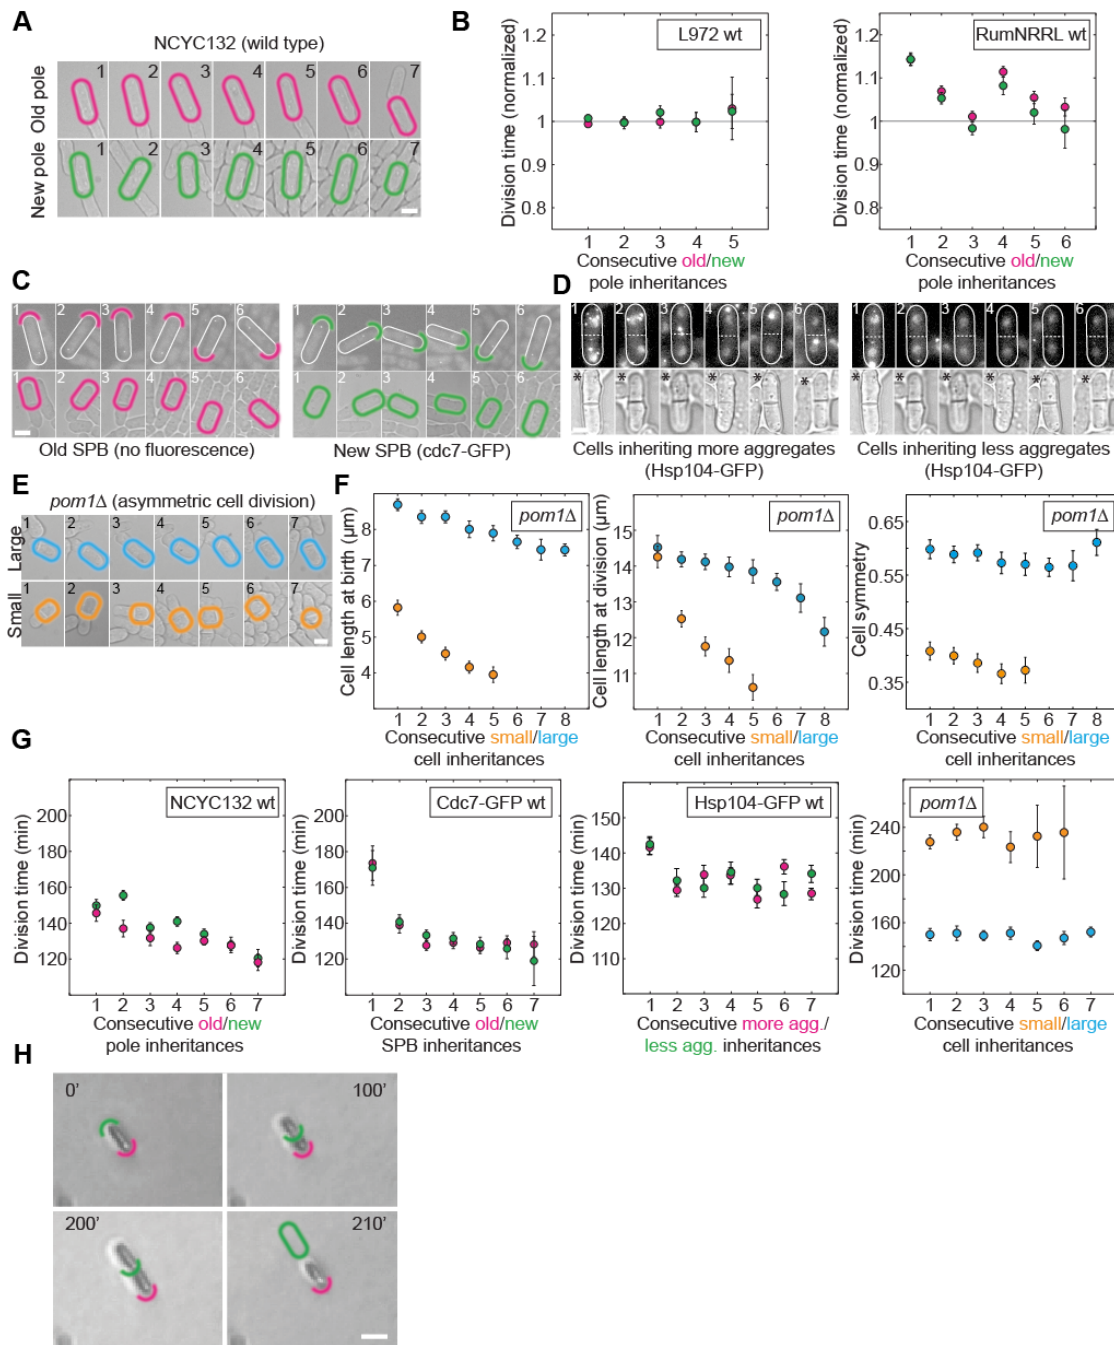 A
NCYC132 (wild type)
Old pole
1 2 3 4 5 6 7
New pole
1 2 3 4 5 6 7
B
L972 wt
Division time (normalized)
1.2
1.1
1
0.9
0.8
1 2 3 4 5
Consecutive old/new
pole inheritances
RumNRRL wt
Division time (normalized)
1.2
1.1
1
0.9
0.8
1 2 3 4 5 6
Consecutive old/new
pole inheritances
C
1 2 3 4 5 6
1 2 3 4 5 6
Old SPB (no fluorescence)
1 2 3 4 5 6
1 2 3 4 5 6
New SPB (cdc7-GFP)
D
1 2 3 4 5 6
* * * * * *
Cells inheriting more aggregates
(Hsp104-GFP)
1 2 3 4 5 6
* * * * * *
Cells inheriting less aggregates
(Hsp104-GFP)
E
pom1Δ (asymmetric cell division)
Large
1 2 3 4 5 6 7
Small
1 2 3 4 5 6 7
F
pom1Δ
Cell length at birth (µm)
8
7
6
5
4
1 2 3 4 5 6 7 8
Consecutive small/large
cell inheritances
pom1Δ
Cell length at division (µm)
15
14
13
12
11
1 2 3 4 5 6 7 8
Consecutive small/large
cell inheritances
pom1Δ
Cell symmetry
0.65
0.55
0.45
0.35
1 2 3 4 5 6 7 8
Consecutive small/large
cell inheritances
G
NCYC132 wt
Division time (min)
200
180
160
140
120
1 2 3 4 5 6 7
Consecutive old/new
pole inheritances
Cdc7-GFP wt
Division time (min)
200
180
160
140
120
1 2 3 4 5 6 7
Consecutive old/new
SPB inheritances
Hsp104-GFP wt
Division time (min)
150
140
130
120
110
1 2 3 4 5 6 7
Consecutive more agg./
less agg. inheritances
pom1Δ
Division time (min)
240
200
160
120
1 2 3 4 5 6 7
Consecutive small/large
cell inheritances
H
0’
100’
200’
210’